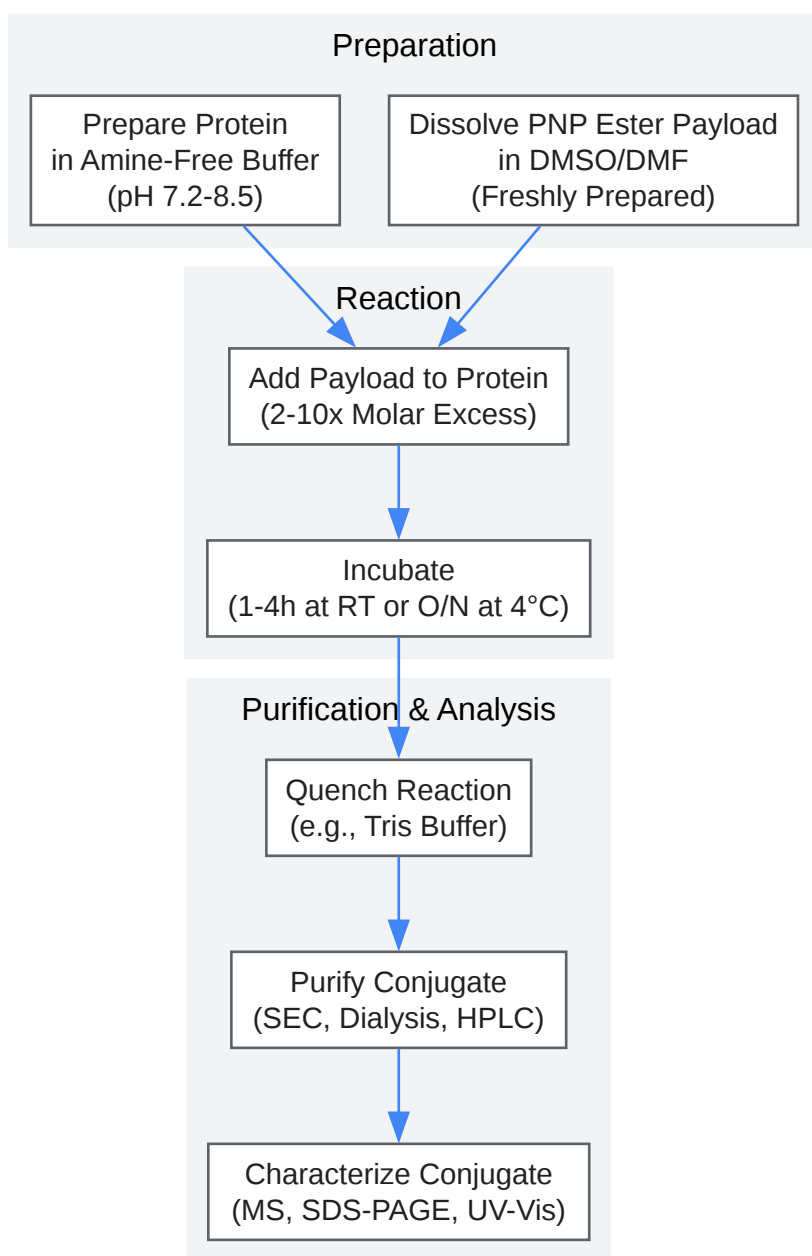 Preparation
Prepare Protein
in Amine-Free Buffer
(pH 7.2-8.5)
Dissolve PNP Ester Payload
in DMSO/DMF
(Freshly Prepared)
Reaction
Add Payload to Protein
(2-10x Molar Excess)
Incubate
(1-4h at RT or O/N at 4°C)
Purification & Analysis
Quench Reaction
(e.g., Tris Buffer)
Purify Conjugate
(SEC, Dialysis, HPLC)
Characterize Conjugate
(MS, SDS-PAGE, UV-Vis)